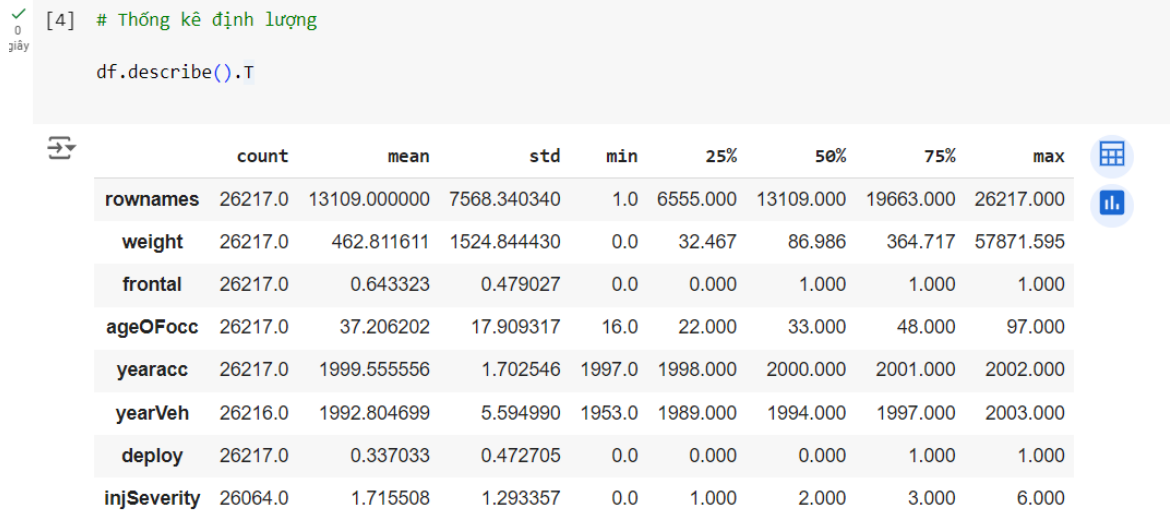 [4] # Thống kê định lượng
0
giây
df.describe().T
count mean std min 25% 50% 75% max
rownames 26217.0 13109.000000 7568.340340 1.0 6555.000 13109.000 19663.000 26217.000
weight 26217.0 462.811611 1524.844430 0.0 32.467 86.986 364.717 57871.595
frontal 26217.0 0.643323 0.479027 0.0 0.000 1.000 1.000 1.000
ageOFocc 26217.0 37.206202 17.909317 16.0 22.000 33.000 48.000 97.000
yearacc 26217.0 1999.555556 1.702546 1997.0 1998.000 2000.000 2001.000 2002.000
yearVeh 26216.0 1992.804699 5.594990 1953.0 1989.000 1994.000 1997.000 2003.000
deploy 26217.0 0.337033 0.472705 0.0 0.000 0.000 1.000 1.000
injSeverity 26064.0 1.715508 1.293357 0.0 1.000 2.000 3.000 6.000